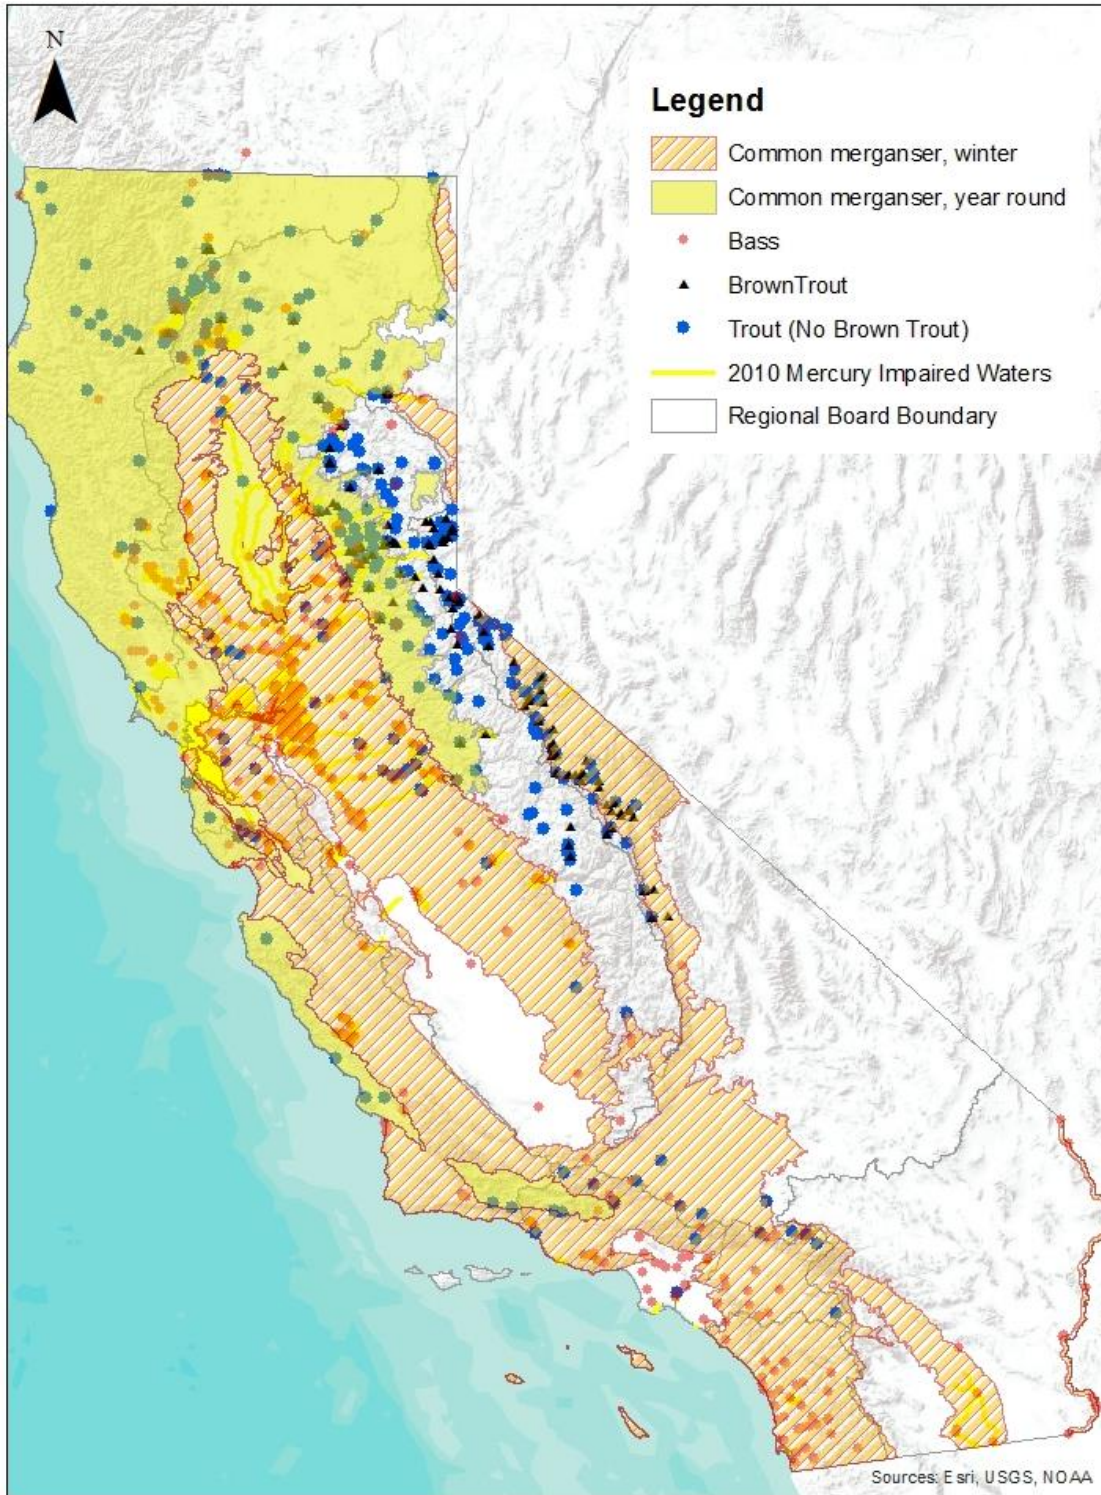 N
Legend
Common merganser, winter
Common merganser, year round
Bass
BrownTrout
Trout (No Brown Trout)
2010 Mercury Impaired Waters
Regional Board Boundary
Sources: Esri, USGS, NOAA